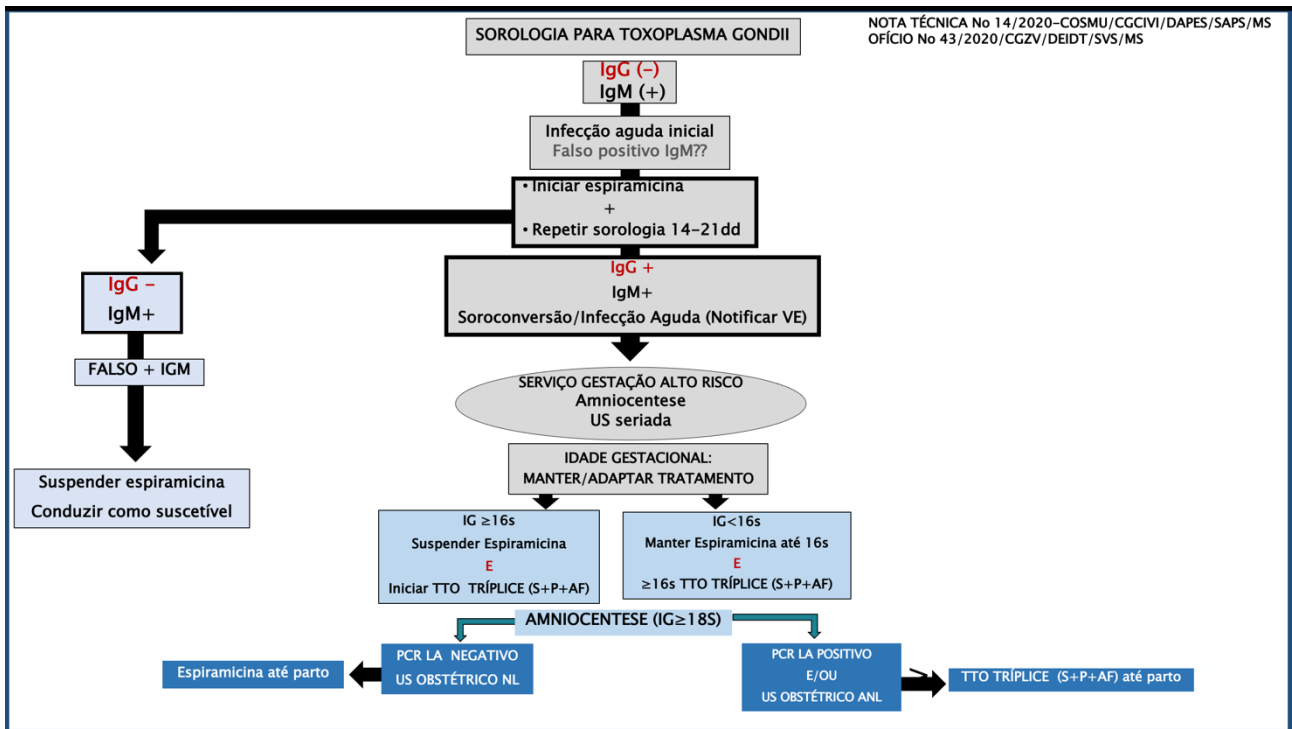 NOTA TÉCNICA No 14/2020-COSMU/CGCIVI/DAPES/SAPS/MS
OFÍCIO No 43/2020/CGZV/DEIDT/SVS/MS
SOROLOGIA PARA TOXOPLASMA GONDII
IgG (-)
IgM (+)
Infecção aguda inicial
Falso positivo IgM??
• Iniciar espiramicina
+
• Repetir sorologia 14-21dd
IgG -
IgM+
FALSO + IGM
Suspender espiramicina
Conduzir como suscetível
IgG +
IgM+
Soroconversão/Infecção Aguda (Notificar VE)
SERVIÇO GESTAÇÃO ALTO RISCO
Amniocentese
US seriada
IDADE GESTACIONAL:
MANTER/ADAPTAR TRATAMENTO
IG ≥16s
Suspender Espiramicina
E
Iniciar TTO TRÍPLICE (S+P+AF)
IG<16s
Manter Espiramicina até 16s
E
≥16s TTO TRÍPLICE (S+P+AF)
AMNIOCENTESE (IG≥18S)
PCR LA NEGATIVO
US OBSTÉTRICO NL
Espiramicina até parto
PCR LA POSITIVO
E/OU
US OBSTÉTRICO ANL
TTO TRÍPLICE (S+P+AF) até parto